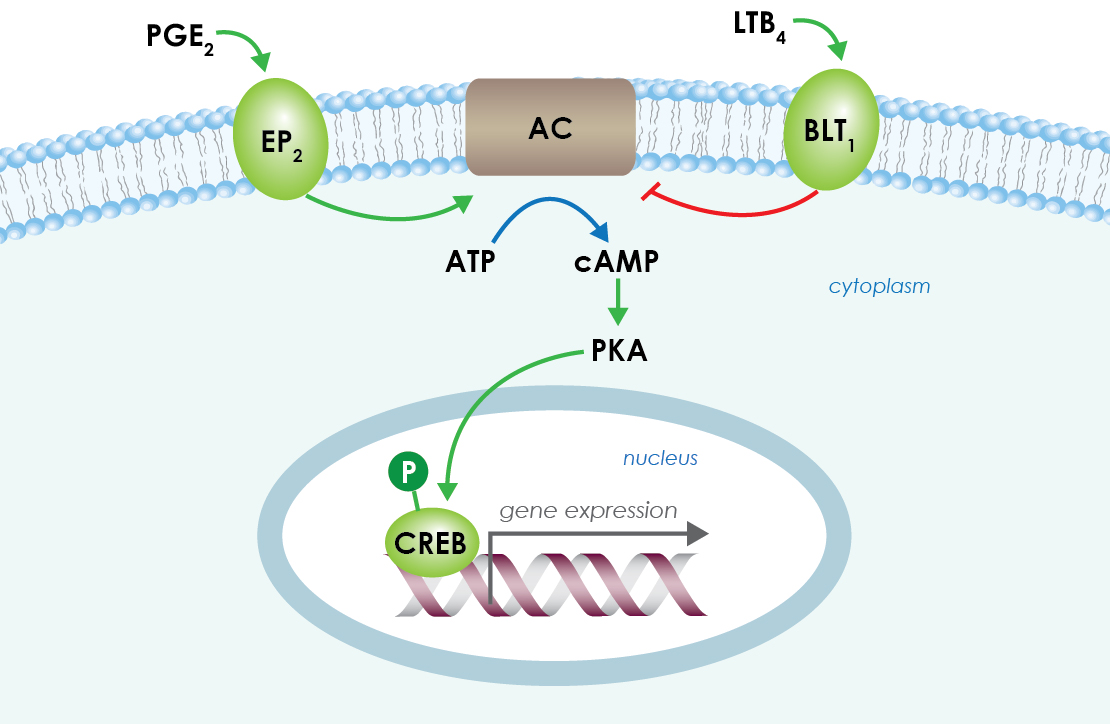 PGE₂
LTB₄
EP₂
AC
BLT₁
ATP
cAMP
cytoplasm
PKA
nucleus
P
gene expression
CREB